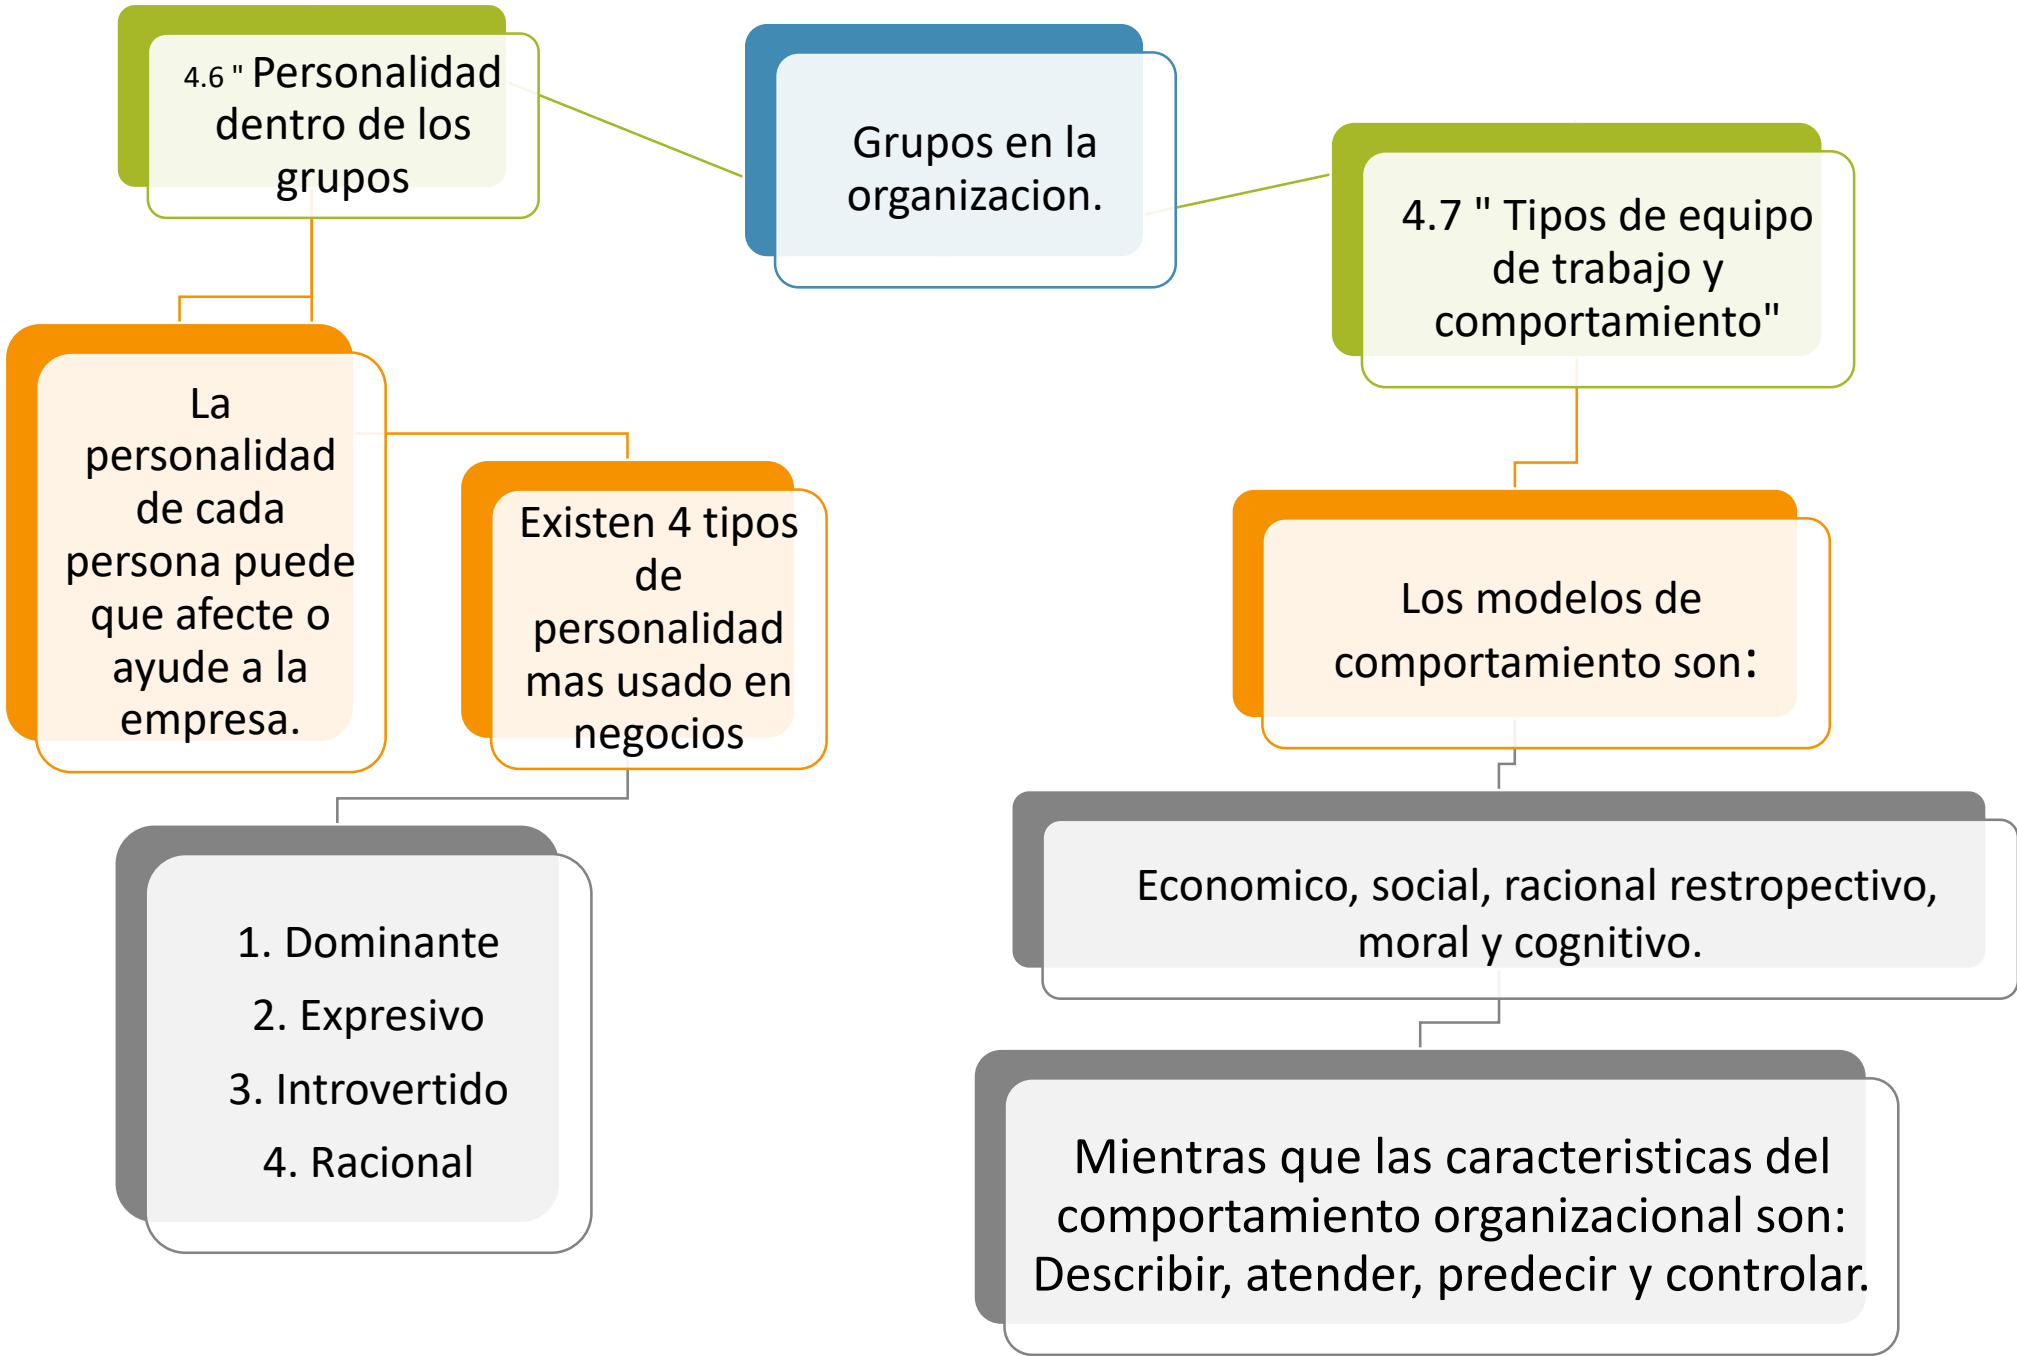 4.6 " Personalidad
dentro de los
grupos
Grupos en la
organizacion.
4.7 " Tipos de equipo
de trabajo y
comportamiento"
La
personalidad
de cada
persona puede
que afecte o
ayude a la
empresa.
Existen 4 tipos
de
personalidad
mas usado en
negocios
Los modelos de
comportamiento son:
1. Dominante
2. Expresivo
3. Introvertido
4. Racional
Economico, social, racional restropectivo,
moral y cognitivo.
Mientras que las caracteristicas del
comportamiento organizacional son:
Describir, atender, predecir y controlar.